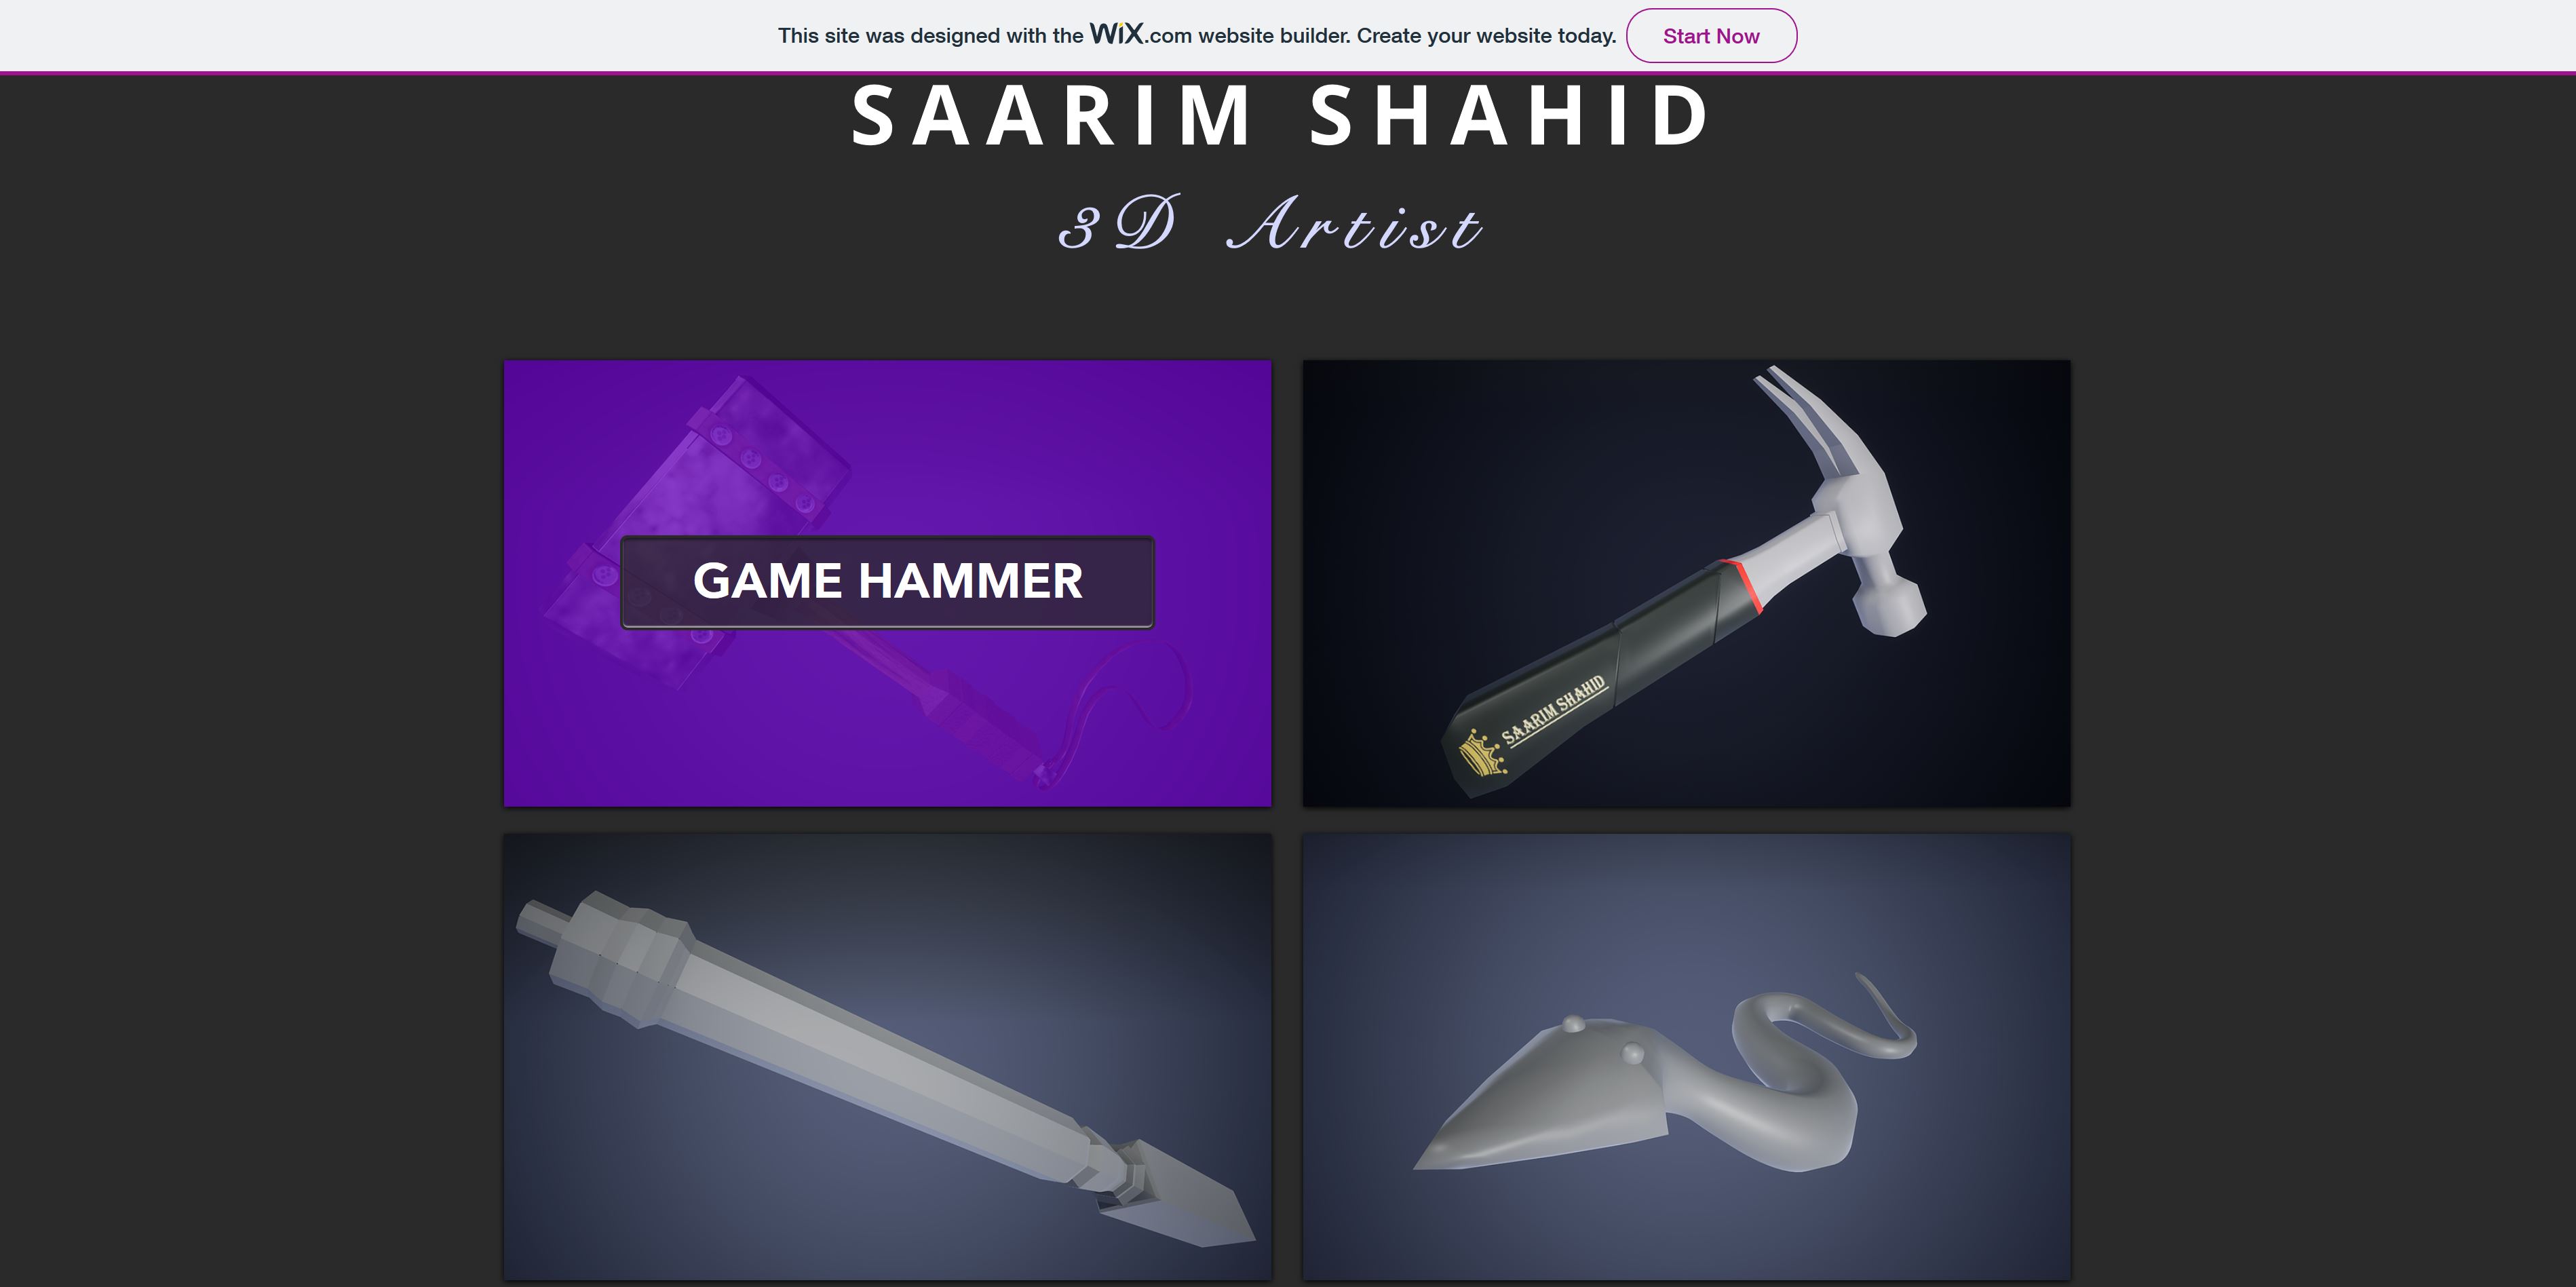 This site was designed with the WiX.com website builder. Create your website today. Start Now
SAARIM SHAHID
3D Artist
GAME HAMMER
SAARIM SHAHID